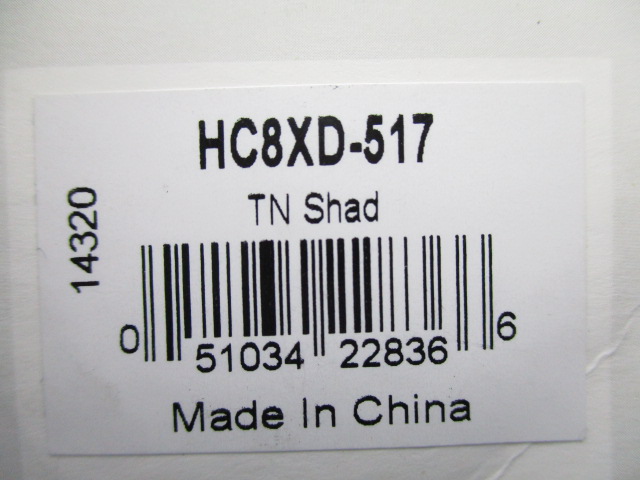 HC8XD-517
TN Shad
14320
0 51034 22836 6
Made In China